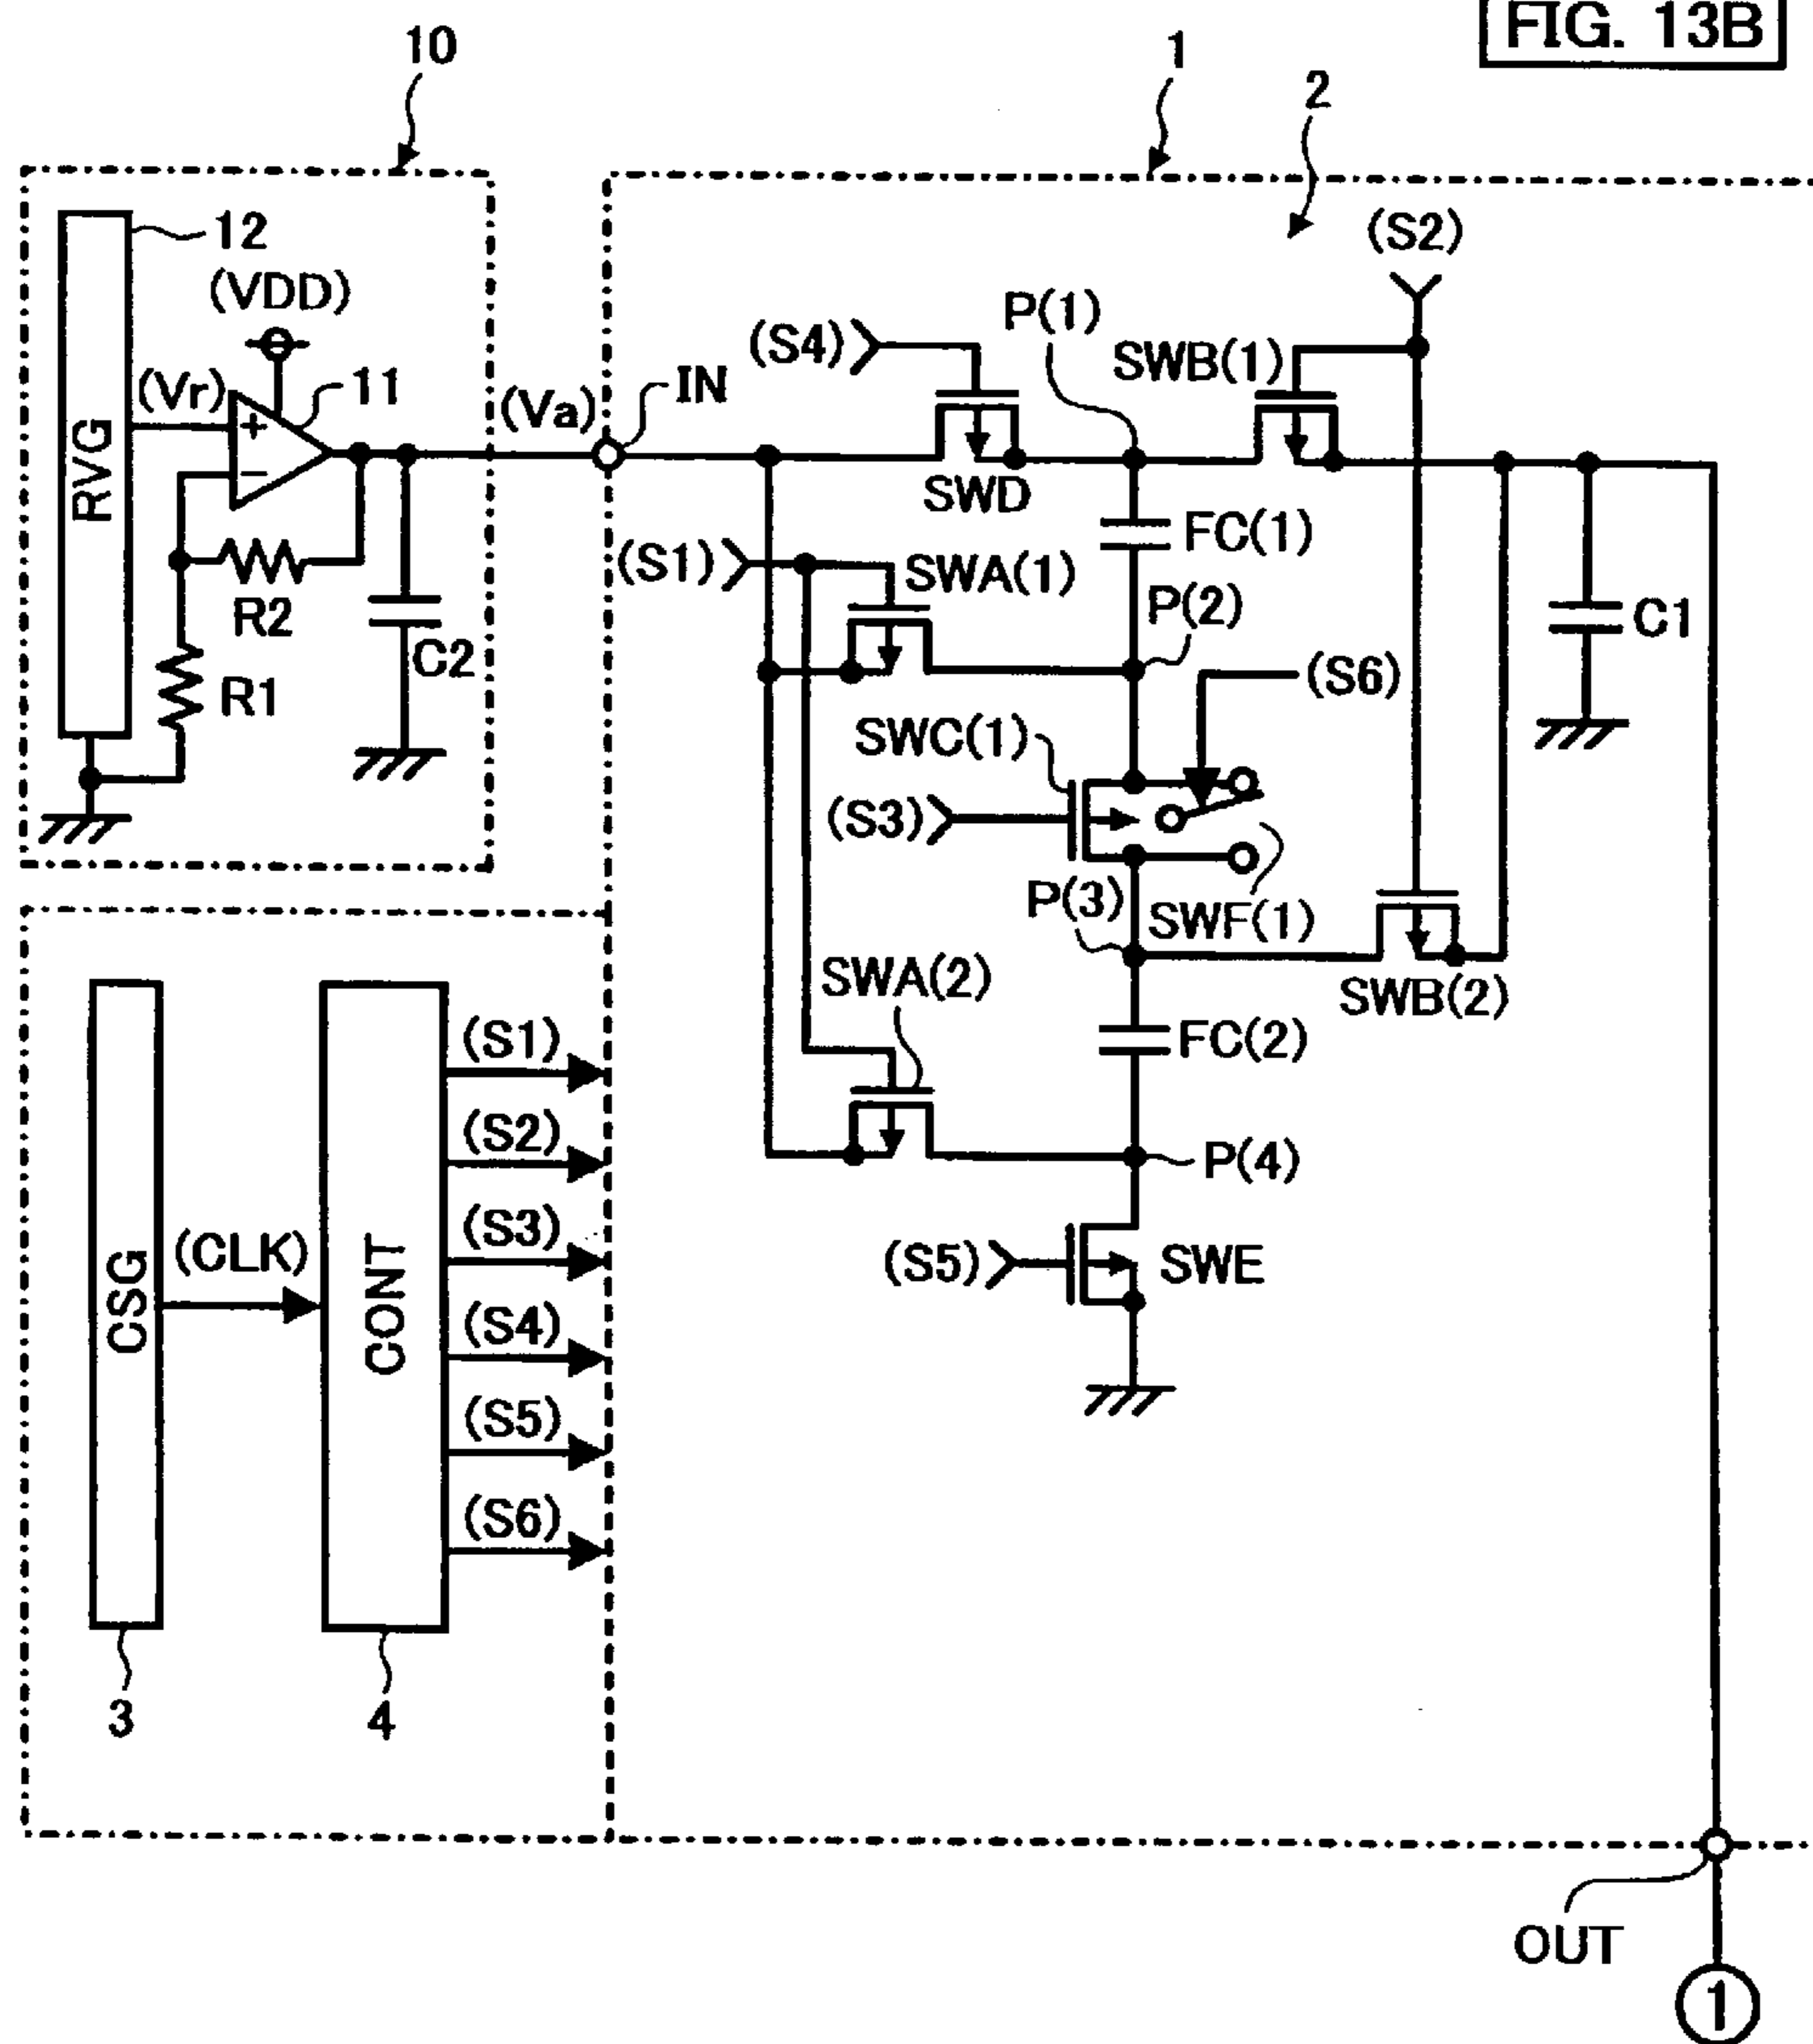 FIG. 13B
10
1
2
12
(VDD)
(S2)
P(1)
(S4)
SWB(1)
(Vr)
11
(Va)
IN
RVG
SWD
FC(1)
(S1)
SWA(1)
P(2)
R2
C1
C2
R1
(S6)
SWC(1)
(S3)
P(3)
SWF(1)
SWA(2)
SWB(2)
FC(2)
(S1)
(S2)
P(4)
(S3)
(CLK)
CSG
CONT
(S5)
SWE
(S4)
(S5)
(S6)
3
4
OUT
1